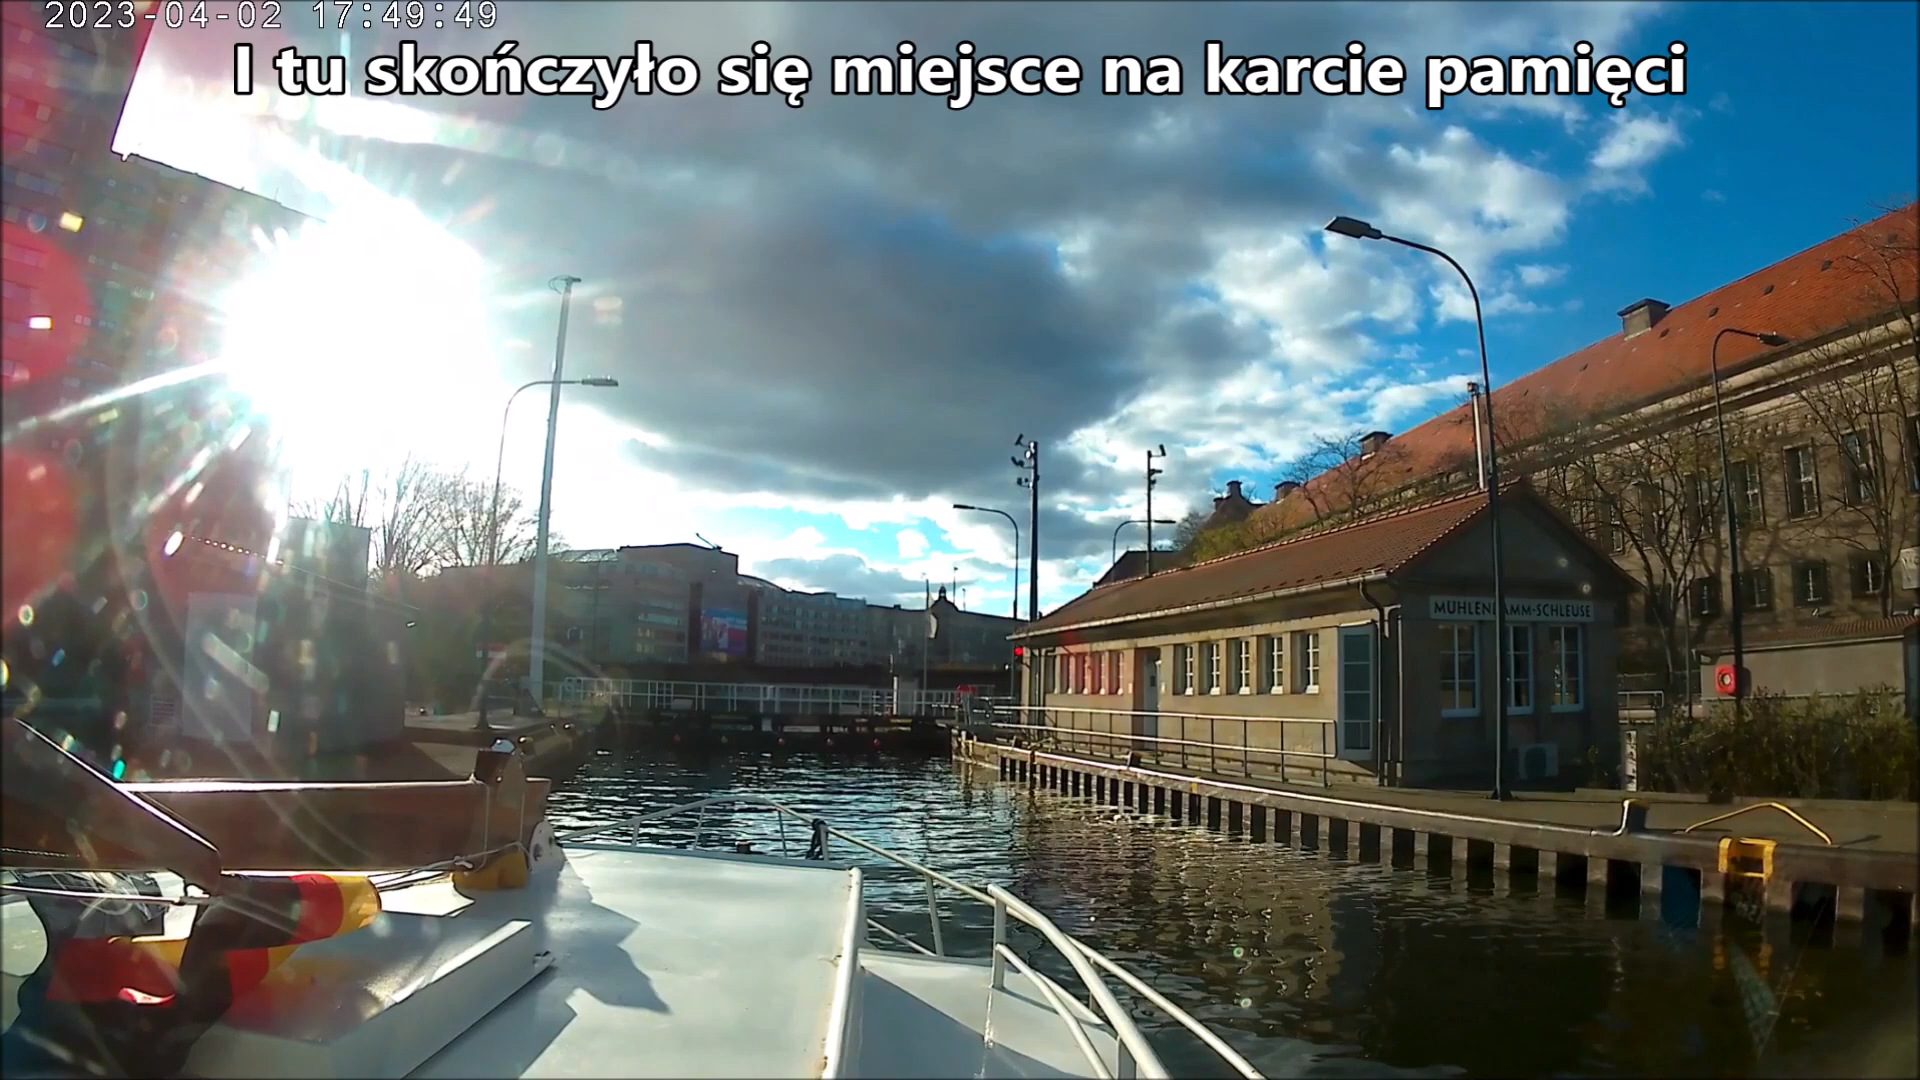 2023-04-02 17:49:49
I tu skończyło się miejsce na karcie pamięci
MÜHLENDAMM-SCHLEUSE